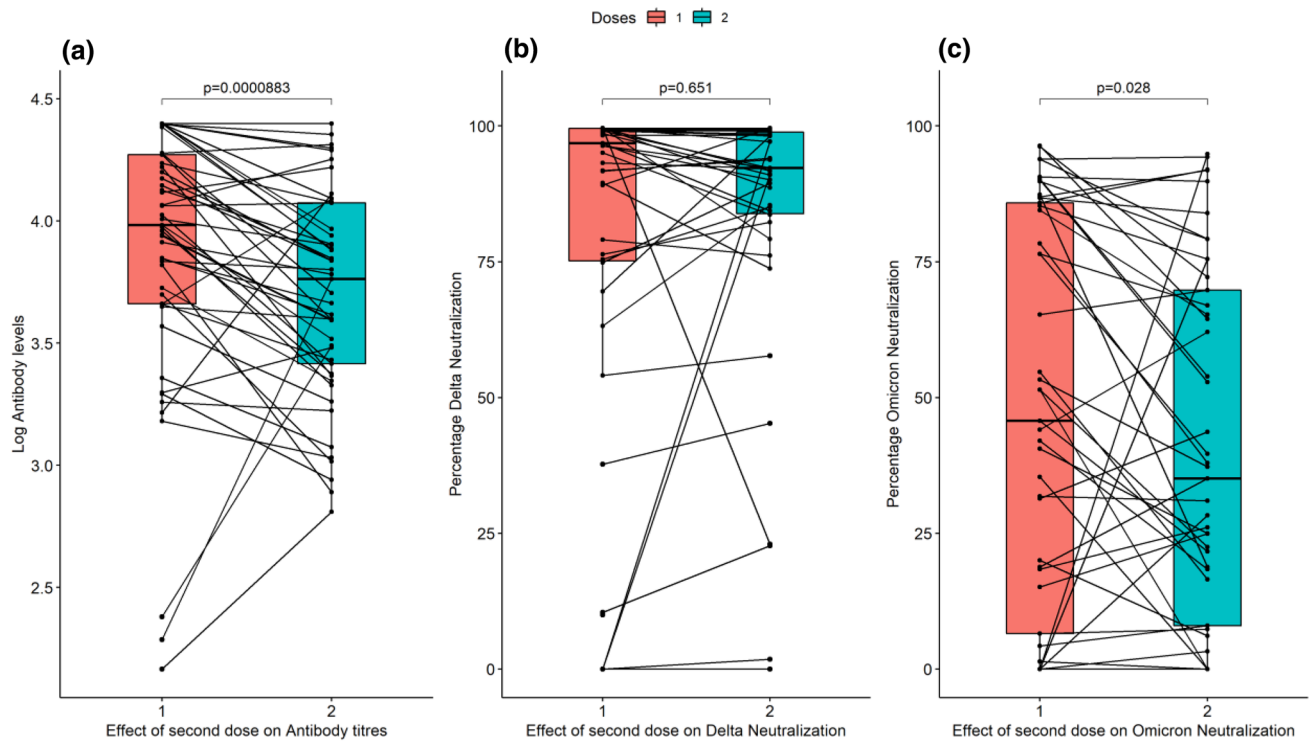 Doses 1 2
(a) (b) (c)
p=0.0000883 p=0.651 p=0.028
Log Antibody levels
4.5
4.0
3.5
3.0
2.5
1 2
Effect of second dose on Antibody titres
Percentage Delta Neutralization
100
75
50
25
0
1 2
Effect of second dose on Delta Neutralization
Percentage Omicron Neutralization
100
75
50
25
0
1 2
Effect of second dose on Omicron Neutralization